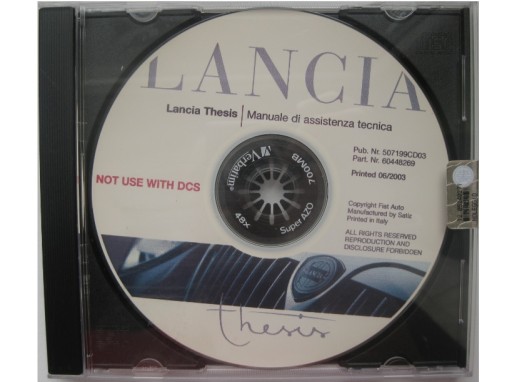 LANCIA
Lancia Thesis | Manuale di assistenza tecnica
Pub. Nr. 507199CD03
Part. Nr. 60448269
Printed 06/2003
NOT USE WITH DCS
Verbatim
700MB
48X
Super AZO
Copyright Fiat Auto
Manufactured by Satiz
Printed in Italy
ALL RIGHTS RESERVED
REPRODUCTION AND
DISCLOSURE FORBIDDEN
LANCIA
thesis